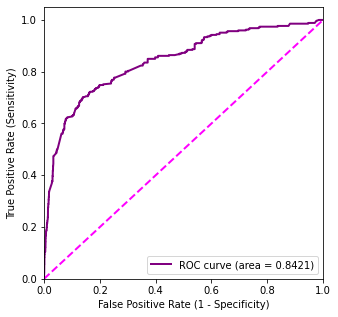 1.0
0.8
0.6
0.4
0.2
0.0
True Positive Rate (Sensitivity)
ROC curve (area = 0.8421)
0.0 0.2 0.4 0.6 0.8 1.0
False Positive Rate (1 - Specificity)